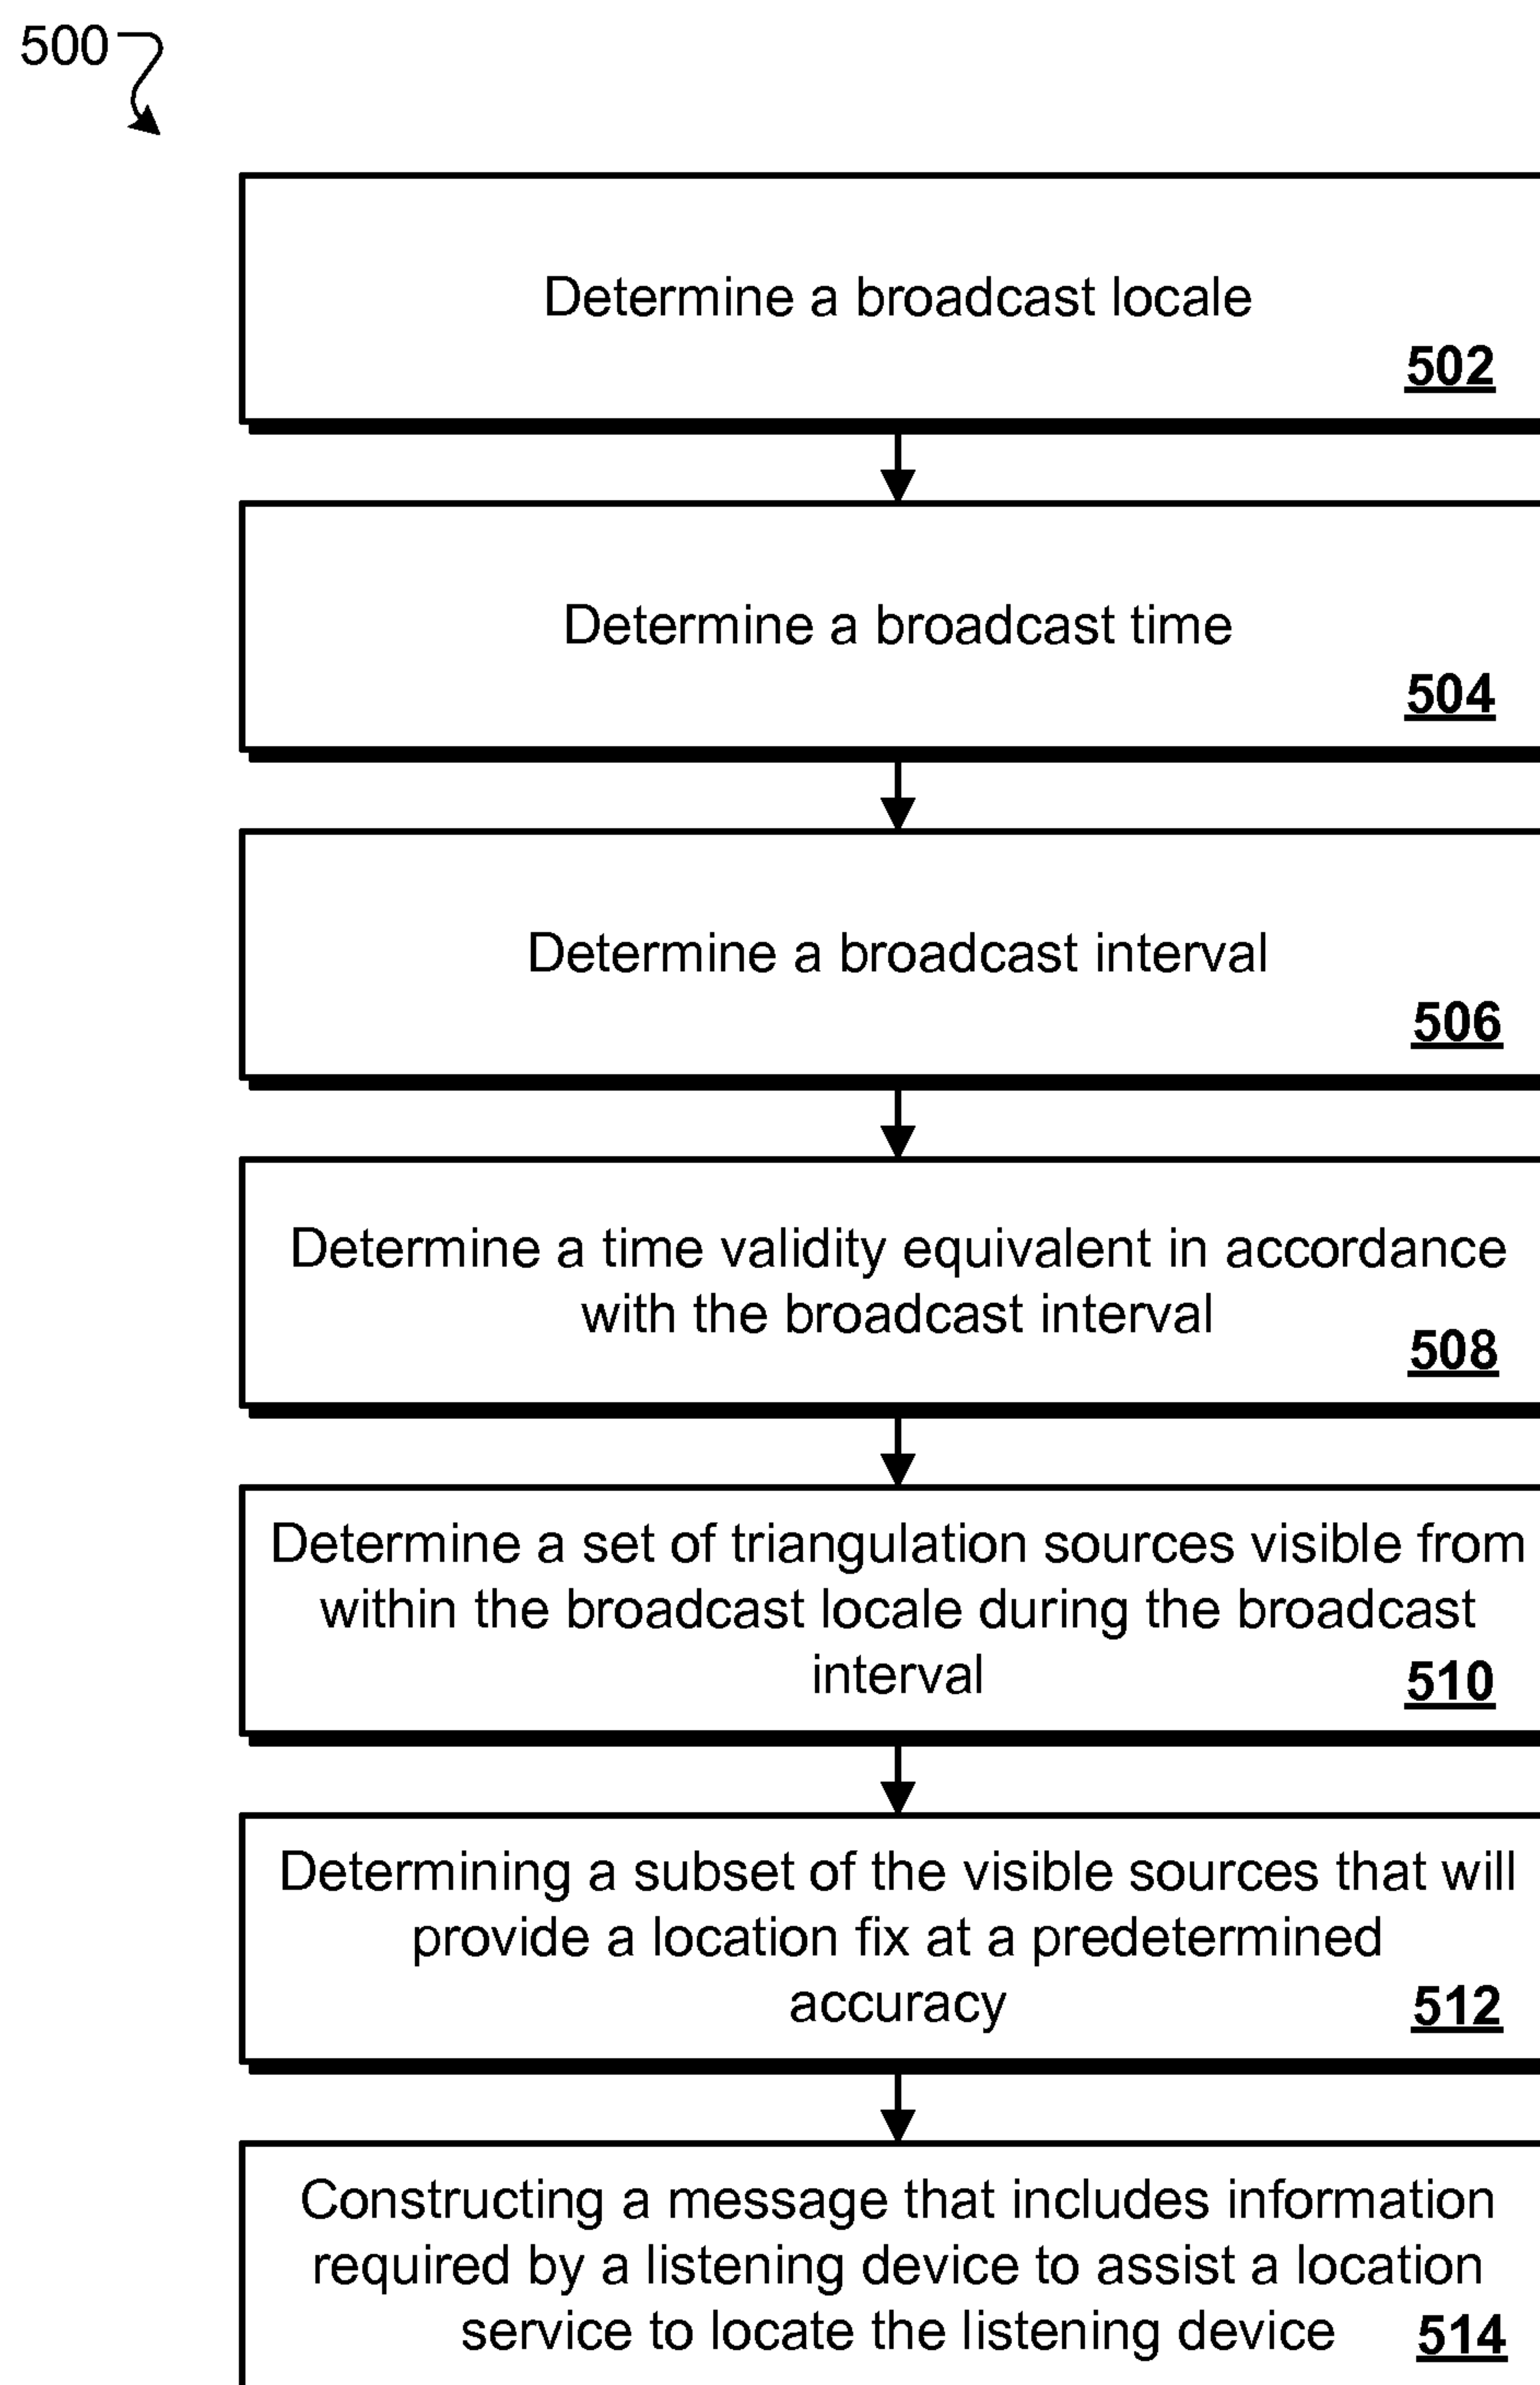 500
Determine a broadcast locale
502
Determine a broadcast time
504
Determine a broadcast interval
506
Determine a time validity equivalent in accordance
with the broadcast interval
508
Determine a set of triangulation sources visible from
within the broadcast locale during the broadcast
interval
510
Determining a subset of the visible sources that will
provide a location fix at a predetermined
accuracy
512
Constructing a message that includes information
required by a listening device to assist a location
service to locate the listening device
514